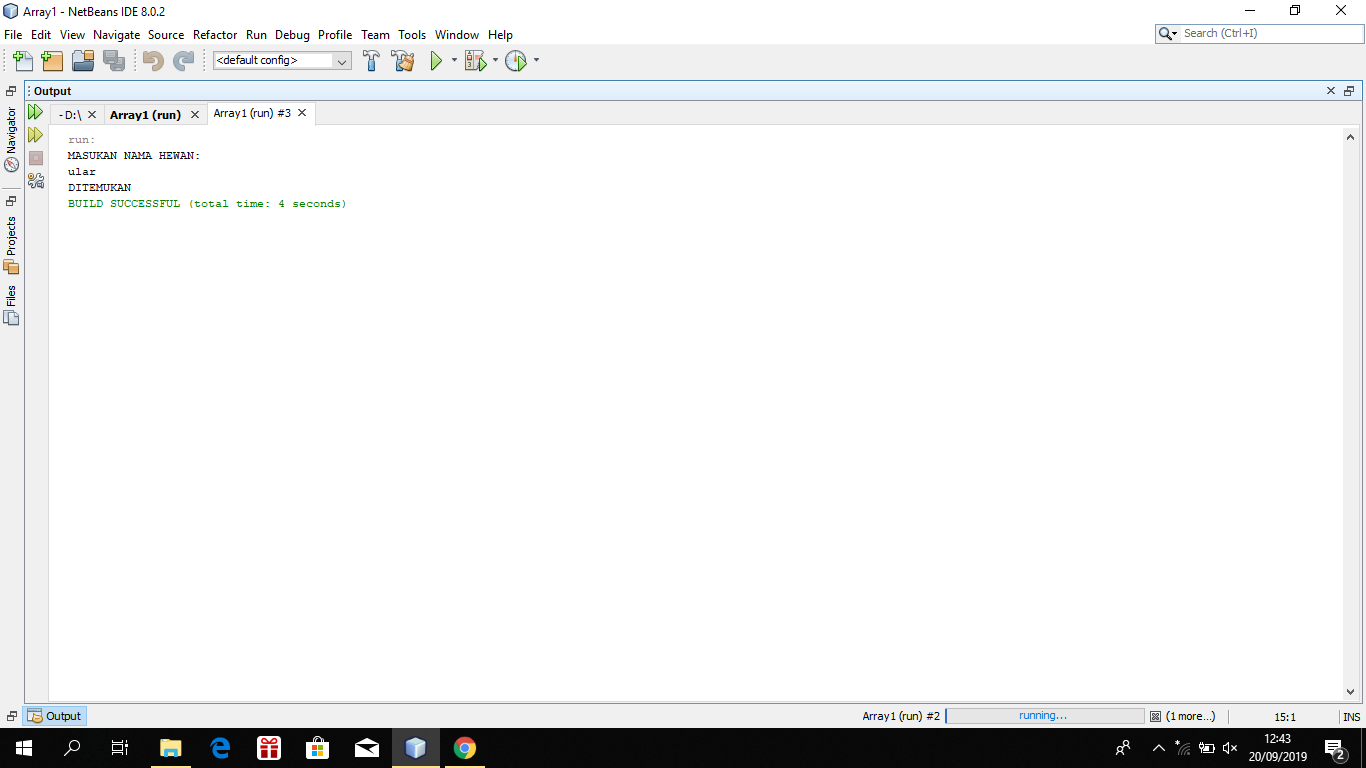 Array1 - NetBeans IDE 8.0.2
File Edit View Navigate Source Refactor Run Debug Profile Team Tools Window Help
Search (Ctrl+I)
<default config>
Output
-D:\
Array1 (run)
Array1 (run) #3
Navigator
Projects
Files
run:
MASUKAN NAMA HEWAN:
ular
DITEMUKAN
BUILD SUCCESSFUL (total time: 4 seconds)
Output
Array1 (run) #2
running...
(1 more...)
15:1
INS
12:43
20/09/2019
2